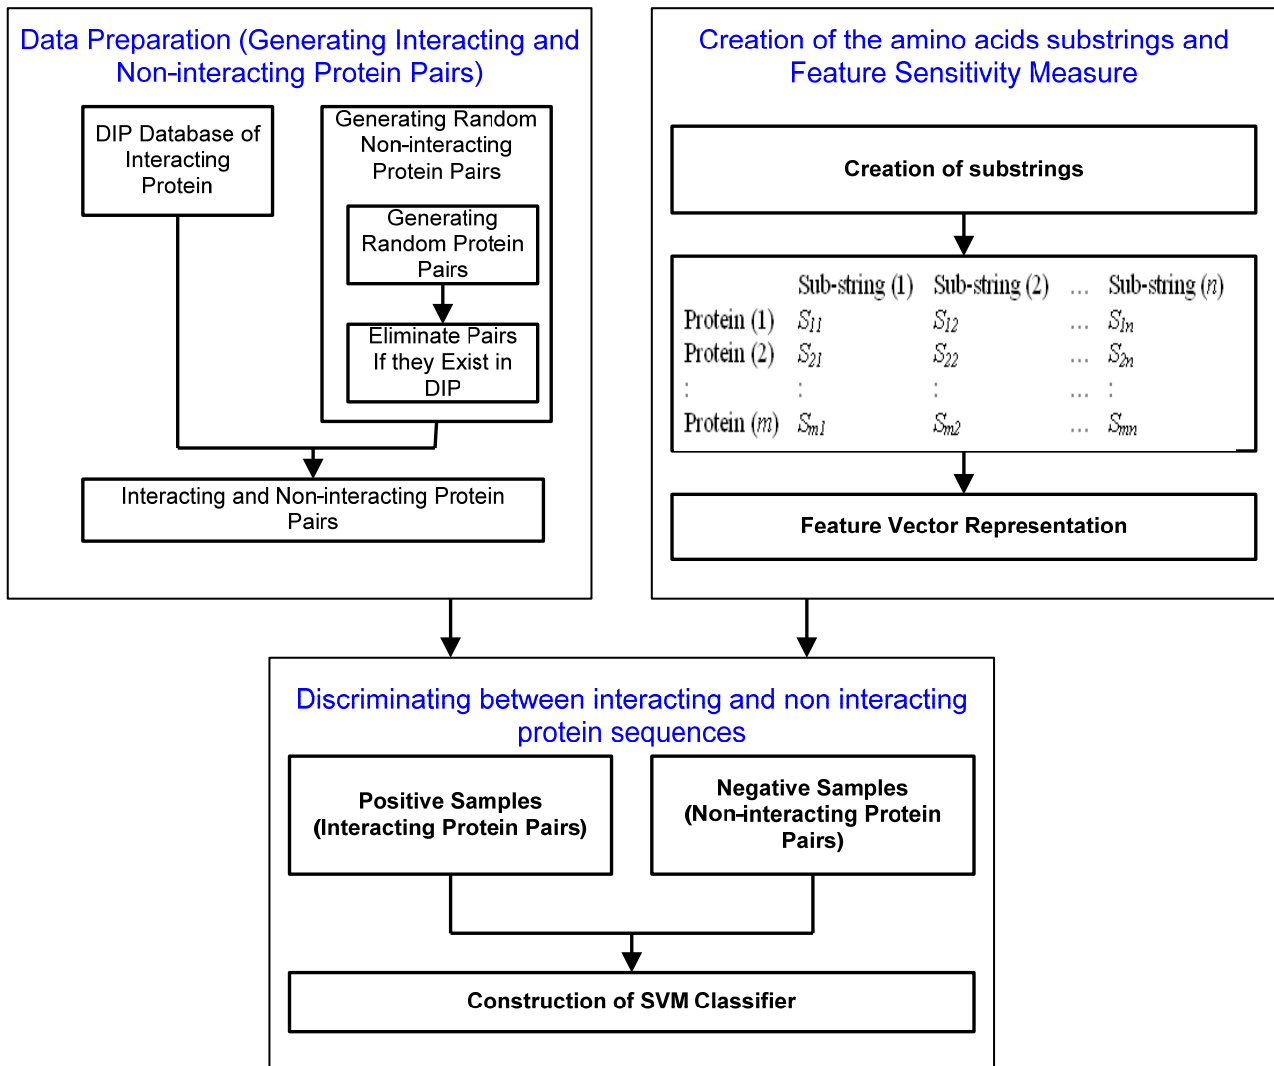 Data Preparation (Generating Interacting and
Non-interacting Protein Pairs)
DIP Database of
Interacting
Protein
Generating Random
Non-interacting
Protein Pairs
Generating
Random Protein
Pairs
Eliminate Pairs
If they Exist in
DIP
Interacting and Non-interacting Protein
Pairs
Creation of the amino acids substrings and
Feature Sensitivity Measure
Creation of substrings
Sub-string (1) Sub-string (2) ... Sub-string (n)
Protein (1) S11 S12 ... S1n
Protein (2) S21 S22 ... S2n
: : : ... :
Protein (m) Sm1 Sm2 ... Smn
Feature Vector Representation
Discriminating between interacting and non interacting
protein sequences
Positive Samples
(Interacting Protein Pairs)
Negative Samples
(Non-interacting Protein
Pairs)
Construction of SVM Classifier